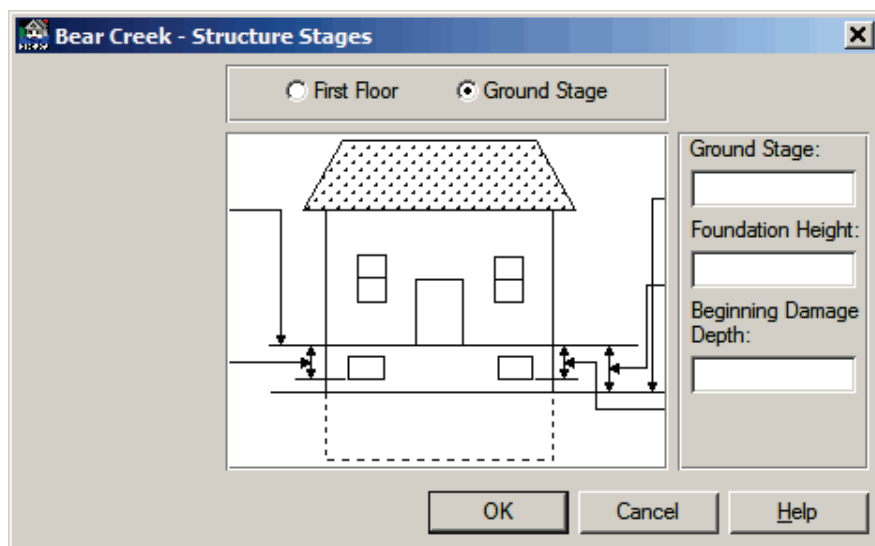 Bear Creek - Structure Stages
First Floor
Ground Stage
Ground Stage:
Foundation Height:
Beginning Damage
Depth:
OK
Cancel
Help